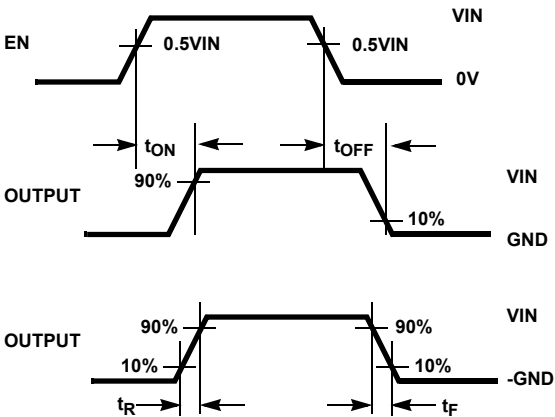 VIN
EN
0.5VIN
0.5VIN
0V
tON
tOFF
90%
VIN
OUTPUT
10%
GND
VIN
90%
90%
OUTPUT
10%
10%
-GND
tR
tF